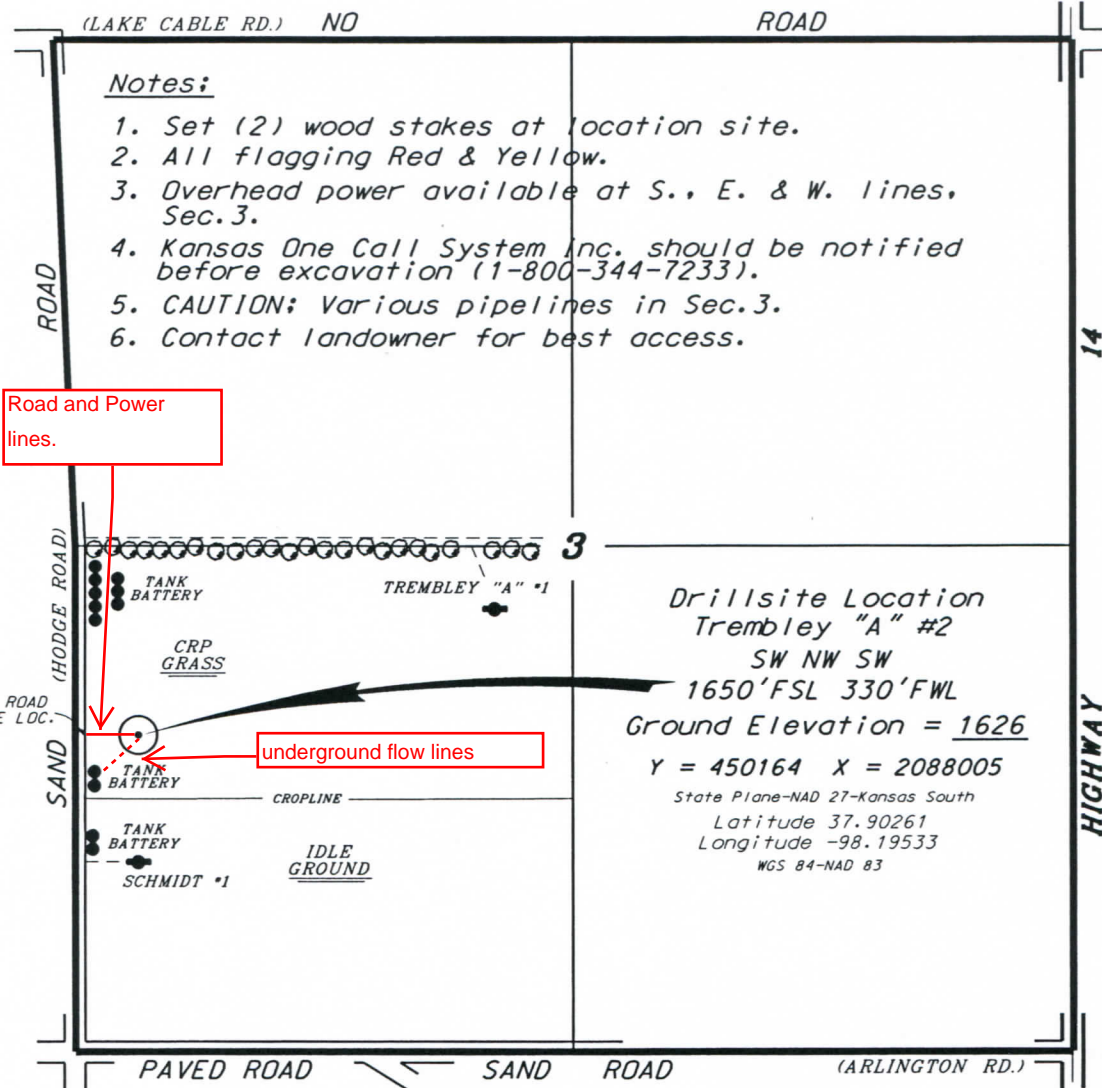 (LAKE CABLE RD.) NO ROAD
Notes:
1. Set (2) wood stakes at location site.
2. All flagging Red & Yellow.
3. Overhead power available at S., E. & W. lines,
Sec.3.
4. Kansas One Call System Inc. should be notified
before excavation (1-800-344-7233).
5. CAUTION: Various pipelines in Sec.3.
6. Contact landowner for best access.
ROAD
14
Road and Power
lines.
(HODGE ROAD)
3
TANK
BATTERY
TREMBLEY "A" #1
CRP
GRASS
Drillsite Location
Trembley "A" #2
SW NW SW
1650'FSL 330'FWL
Ground Elevation = 1626
Y = 450164 X = 2088005
State Plane-NAD 27-Kansas South
Latitude 37.90261
Longitude -98.19533
WGS 84-NAD 83
ROAD
LOC.
SAND
underground flow lines
TANK
BATTERY
CROPLINE
TANK
BATTERY
IDLE
GROUND
SCHMIDT #1
HIGHWAY
PAVED ROAD SAND ROAD (ARLINGTON RD.)